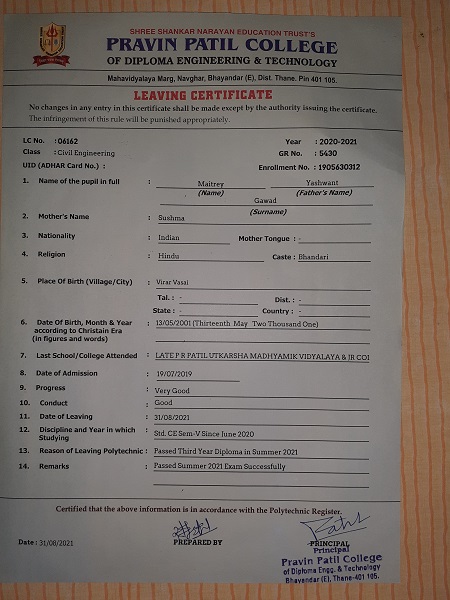 SHREE SHANKAR NARAYAN EDUCATION TRUST'S
PRAVIN PATIL COLLEGE
OF DIPLOMA ENGINEERING & TECHNOLOGY
Mahavidyalaya Marg, Navghar, Bhayandar (E), Dist. Thane. Pin 401 105.
LEAVING CERTIFICATE
No changes in any entry in this certificate shall be made except by the authority issuing the certificate.
The infringement of this rule will be punished appropriately.
LC No. : 06162 Year : 2020-2021
Class : Civil Engineering GR No. : 5430
UID (ADHAR Card No.) : Enrollment No. : 1905630312
1. Name of the pupil in full : Maitrey Yashwant
(Name) (Father's Name)
Gawad
(Surname)
2. Mother's Name : Sushma
3. Nationality : Indian Mother Tongue : -
4. Religion : Hindu Caste : Bhandari
5. Place Of Birth (Village/City) : Virar Vasai
Tal. : - Dist. : -
State : - Country : -
6. Date Of Birth, Month & Year : 13/05/2001 (Thirteenth May Two Thousand One)
according to Christain Era
(in figures and words)
7. Last School/College Attended : LATE P R PATIL UTKARSHA MADHYAMIK VIDYALAYA & JR COL
8. Date of Admission : 19/07/2019
9. Progress : Very Good
10. Conduct : Good
11. Date of Leaving : 31/08/2021
12. Discipline and Year in which : Std. CE Sem-V Since June 2020
Studying
13. Reason of Leaving Polytechnic : Passed Third Year Diploma in Summer 2021
14. Remarks : Passed Summer 2021 Exam Successfully
Certified that the above information is in accordance with the Polytechnic Register.
Date : 31/08/2021 PREPARED BY PRINCIPAL
Principal
Pravin Patil College
of Diploma Engg. & Technology
Bhayandar (E), Thane-401 105.